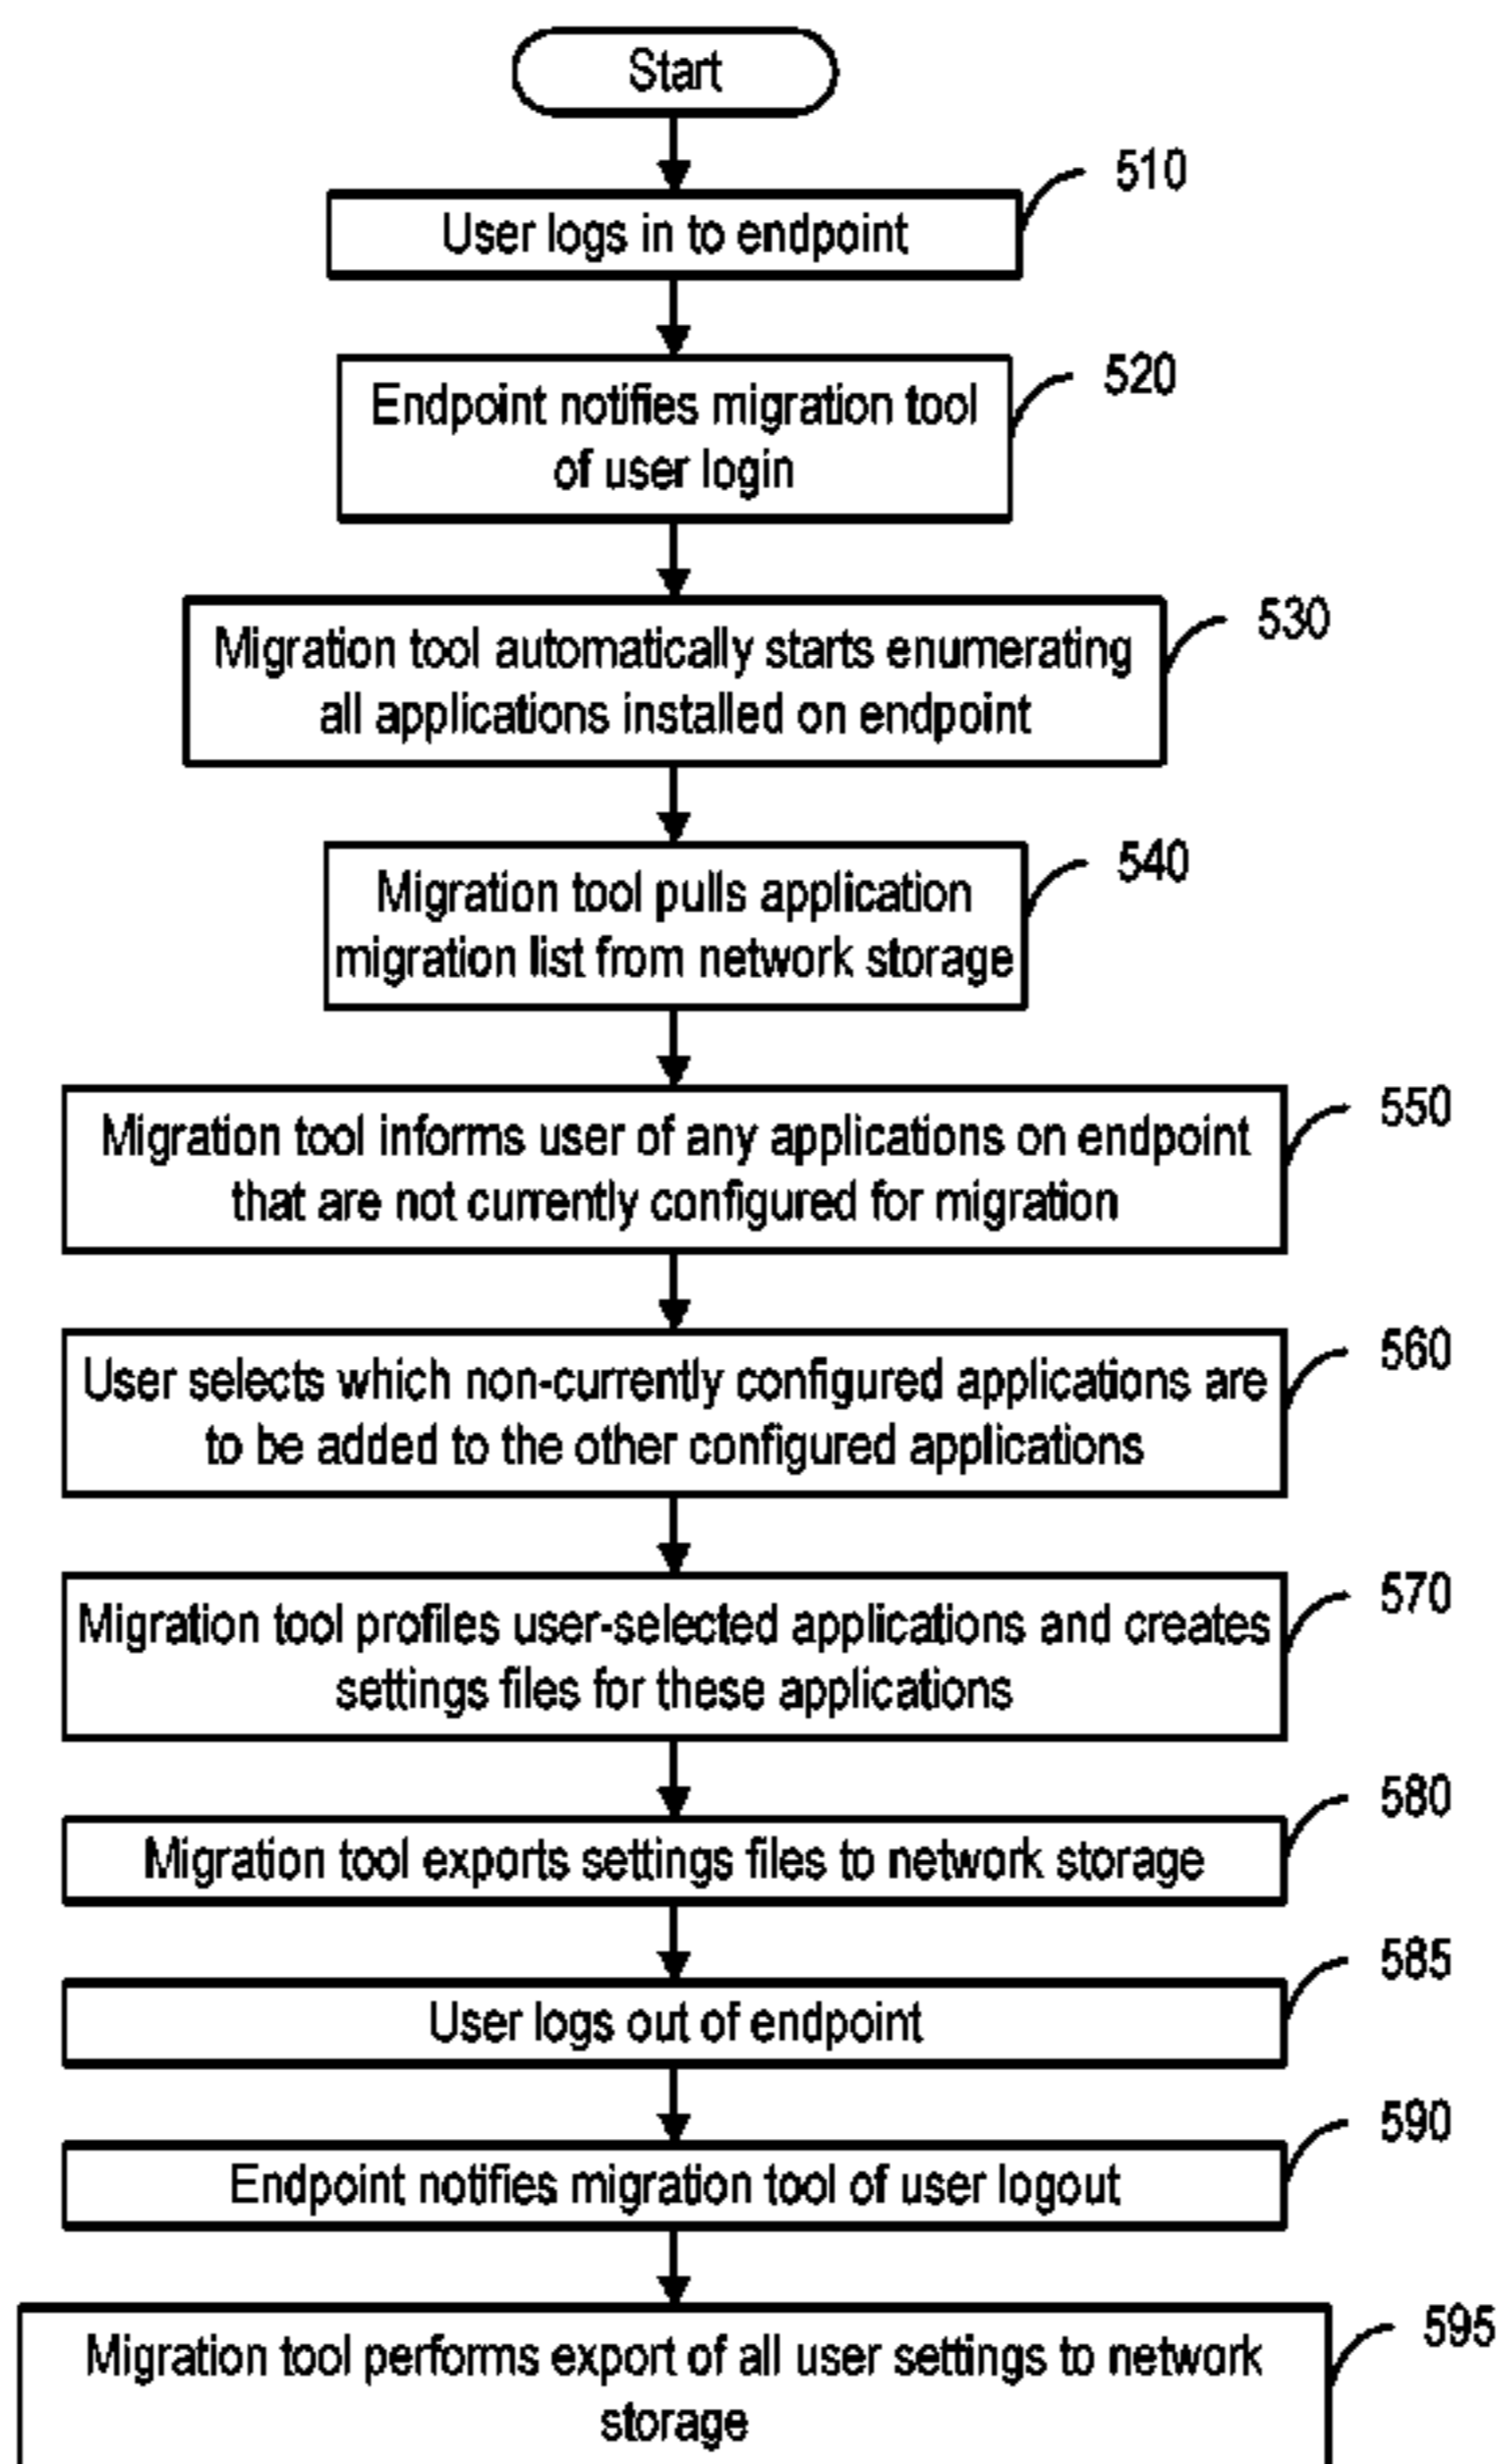 Start
510
User logs in to endpoint
520
Endpoint notifies migration tool
of user login
530
Migration tool automatically starts enumerating
all applications installed on endpoint
540
Migration tool pulls application
migration list from network storage
550
Migration tool informs user of any applications on endpoint
that are not currently configured for migration
560
User selects which non-currently configured applications are
to be added to the other configured applications
570
Migration tool profiles user-selected applications and creates
settings files for these applications
580
Migration tool exports settings files to network storage
585
User logs out of endpoint
590
Endpoint notifies migration tool of user logout
595
Migration tool performs export of all user settings to network
storage